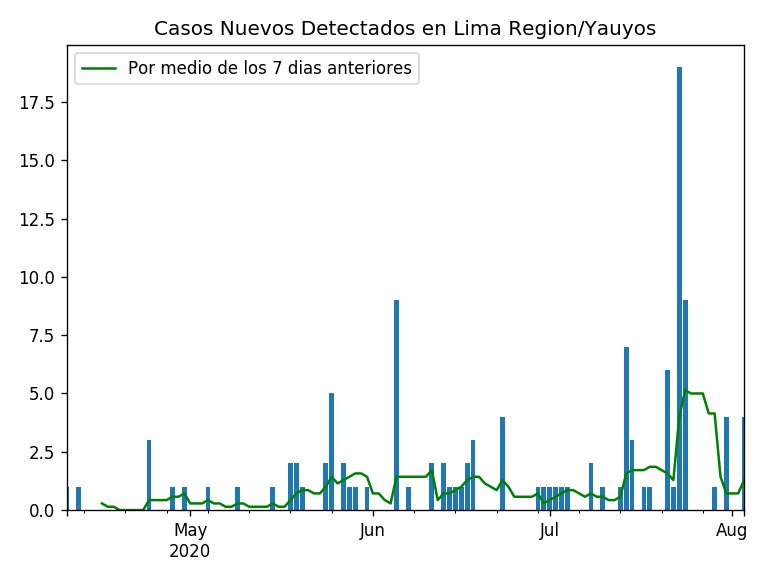 Casos Nuevos Detectados en Lima Region/Yauyos
Por medio de los 7 dias anteriores
17.5
15.0
12.5
10.0
7.5
5.0
2.5
0.0
May
2020
Jun
Jul
Aug